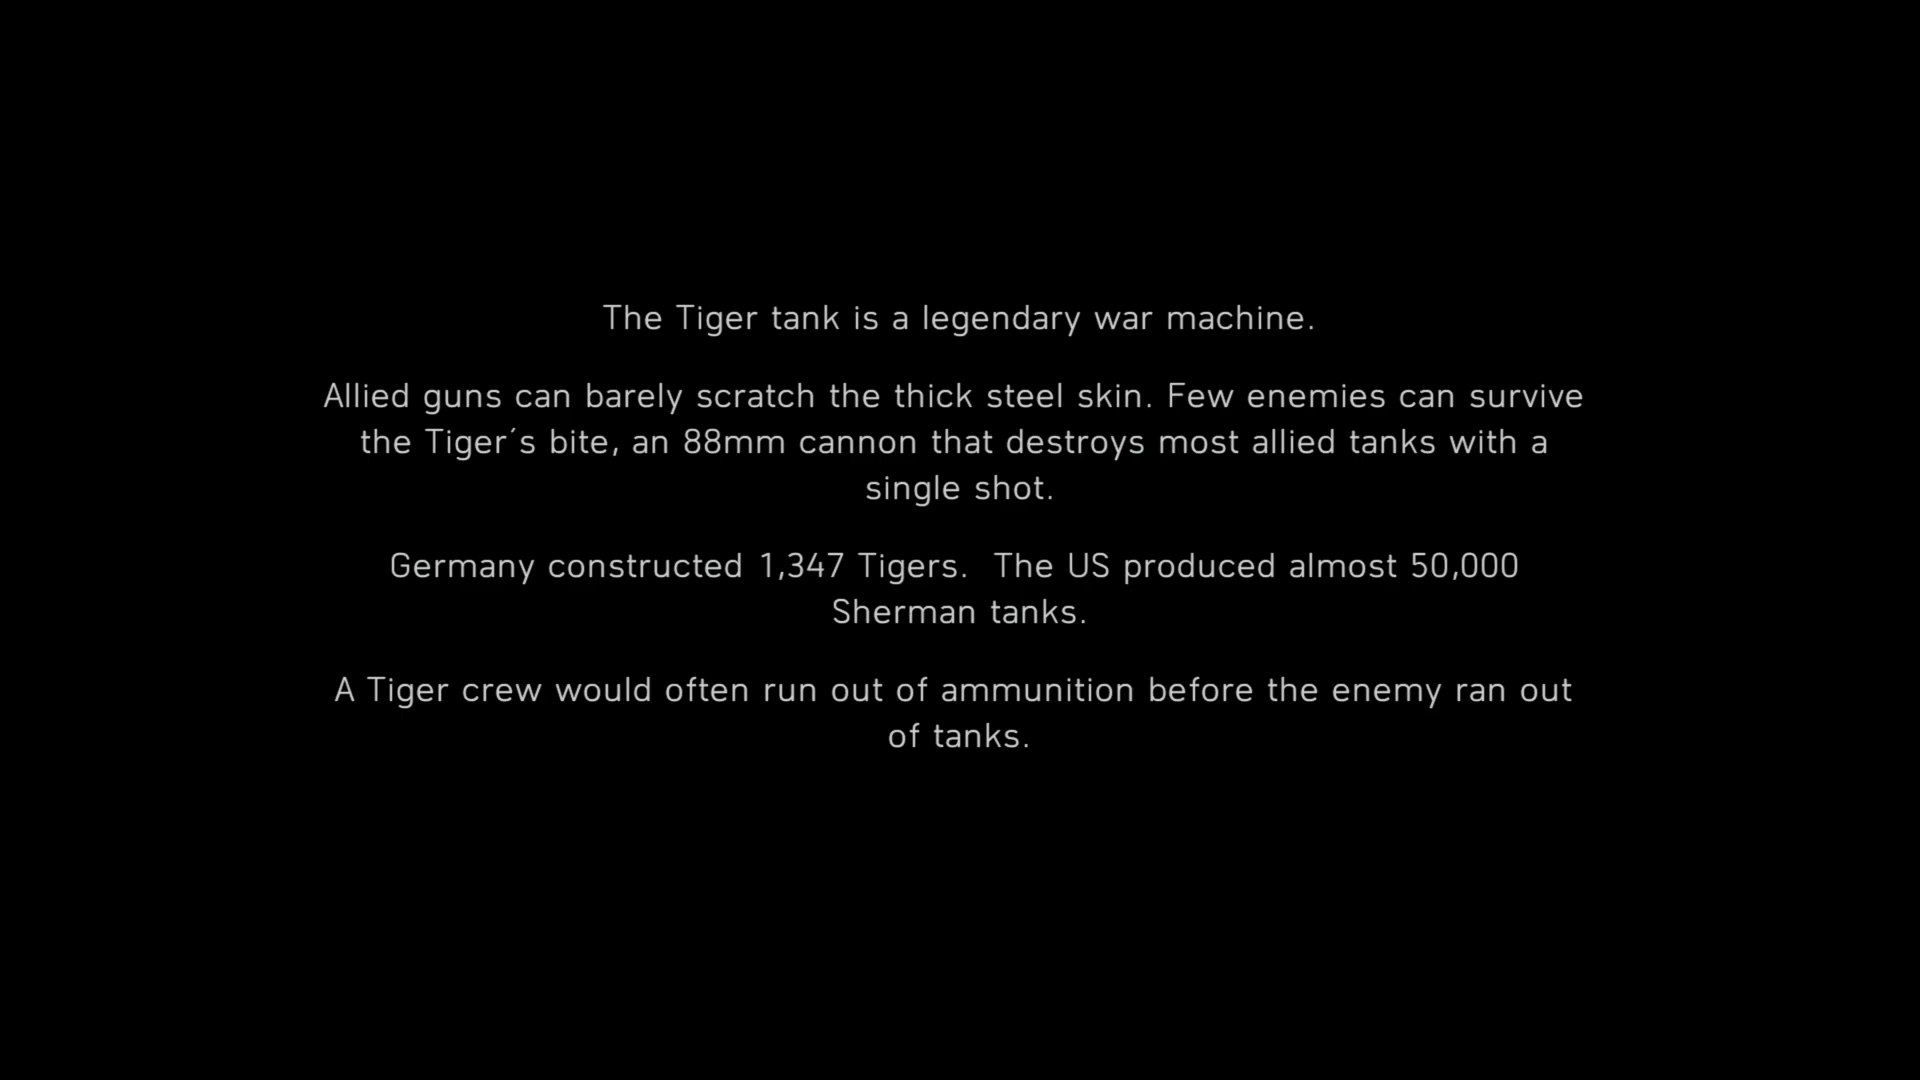 The Tiger tank is a legendary war machine.
Allied guns can barely scratch the thick steel skin. Few enemies can survive
the Tiger´s bite, an 88mm cannon that destroys most allied tanks with a
single shot.
Germany constructed 1,347 Tigers.  The US produced almost 50,000
Sherman tanks.
A Tiger crew would often run out of ammunition before the enemy ran out
of tanks.